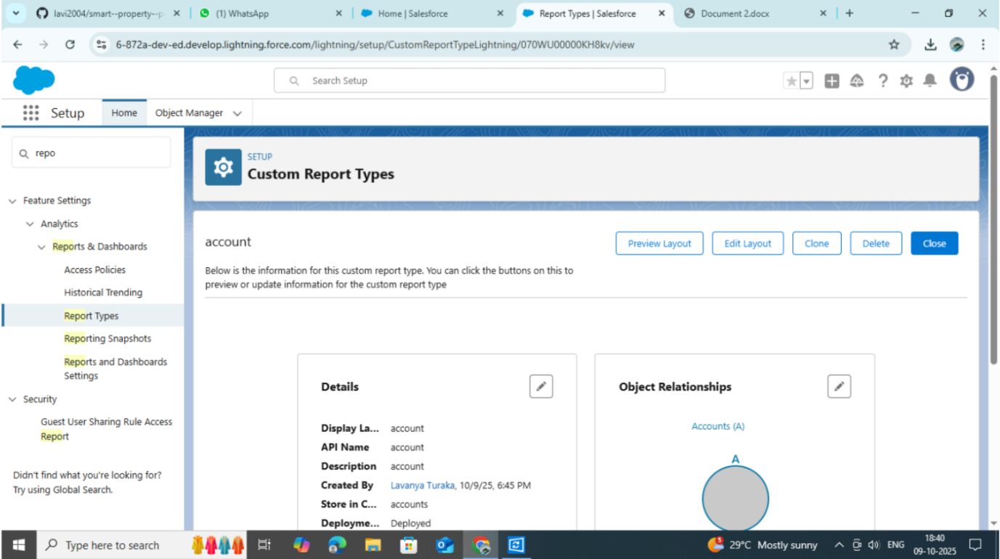 lavi2004/smart--property--p
(1) WhatsApp
Home | Salesforce
Report Types | Salesforce
Document 2.docx
6-872a-dev-ed.develop.lightning.force.com/lightning/setup/CustomReportTypeLightning/070WU00000KH8kv/view
Search Setup
Setup
Home
Object Manager
repo
Feature Settings
Analytics
Reports & Dashboards
Access Policies
Historical Trending
Report Types
Reporting Snapshots
Reports and Dashboards
Settings
Security
Guest User Sharing Rule Access
Report
Didn't find what you're looking for?
Try using Global Search.
SETUP
Custom Report Types
account
Preview Layout
Edit Layout
Clone
Delete
Close
Below is the information for this custom report type. You can click the buttons on this to
preview or update information for the custom report type
Details
Display La... account
API Name account
Description account
Created By Lavanya Turaka, 10/9/25, 6:45 PM
Store in C... accounts
Deployme... Deployed
Object Relationships
Accounts (A)
A
Type here to search
29°C Mostly sunny
ENG
18:40
09-10-2025